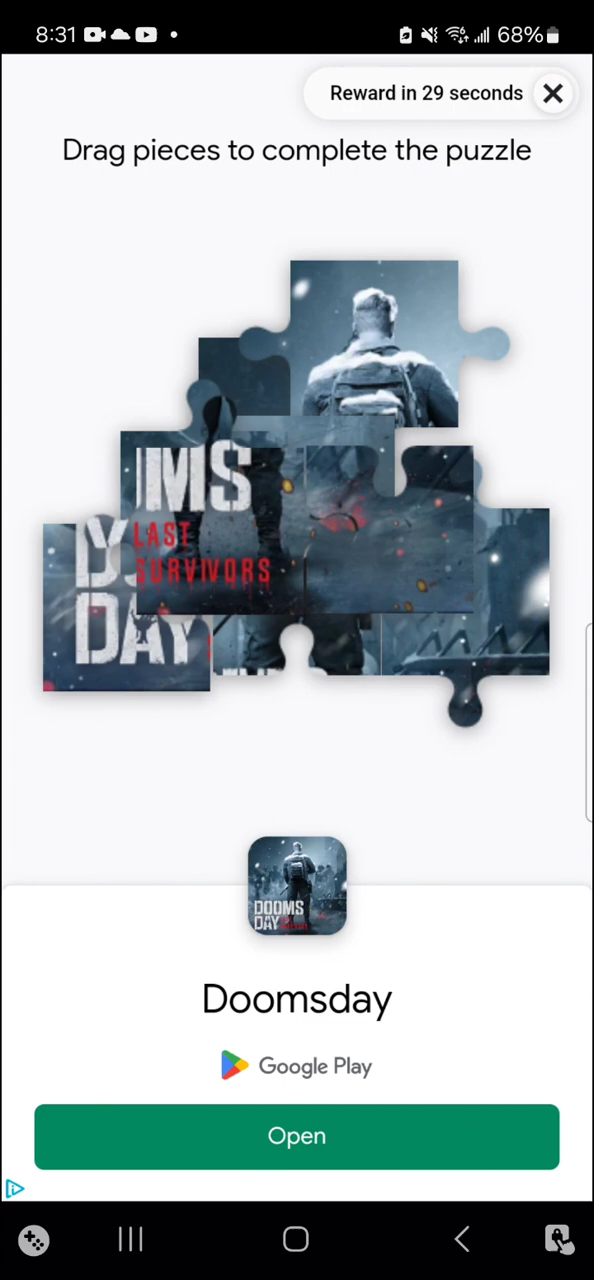 8:31
68%
Reward in 29 seconds
Drag pieces to complete the puzzle
MS
LAST
SURVIVORS
DAY
DOOMS
DAY
Doomsday
Google Play
Open